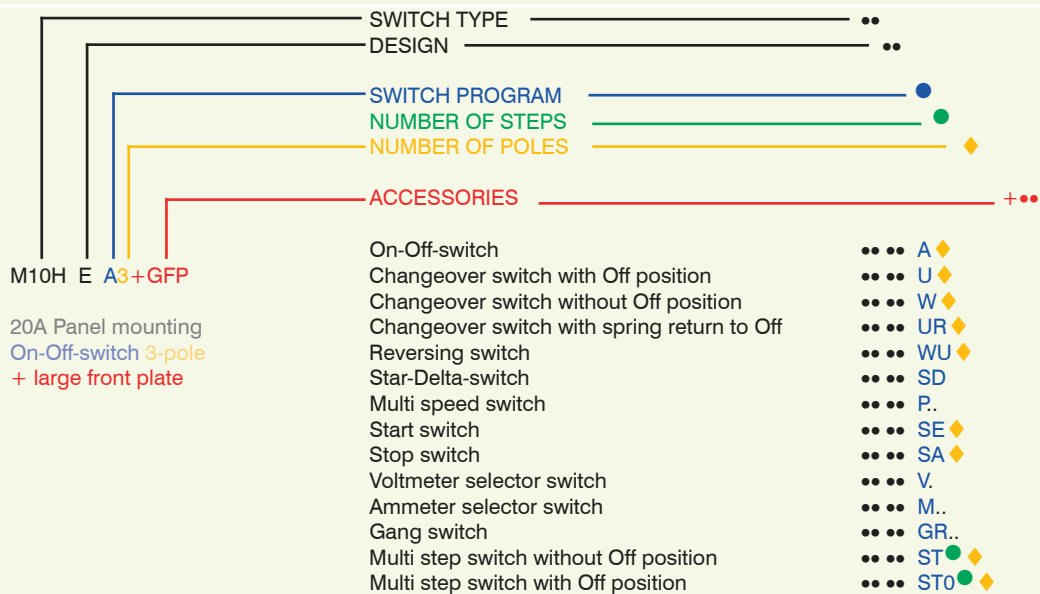 SWITCH TYPE ••
DESIGN ••
SWITCH PROGRAM ●
NUMBER OF STEPS ●
NUMBER OF POLES ◆
ACCESSORIES +••
M10H E A3+GFP
20A Panel mounting
On-Off-switch 3-pole
+ large front plate
On-Off-switch •• •• A ◆
Changeover switch with Off position •• •• U ◆
Changeover switch without Off position •• •• W ◆
Changeover switch with spring return to Off •• •• UR ◆
Reversing switch •• •• WU ◆
Star-Delta-switch •• •• SD
Multi speed switch •• •• P..
Start switch •• •• SE ◆
Stop switch •• •• SA ◆
Voltmeter selector switch •• •• V.
Ammeter selector switch •• •• M..
Gang switch •• •• GR..
Multi step switch without Off position •• •• ST ● ◆
Multi step switch with Off position •• •• ST0 ● ◆